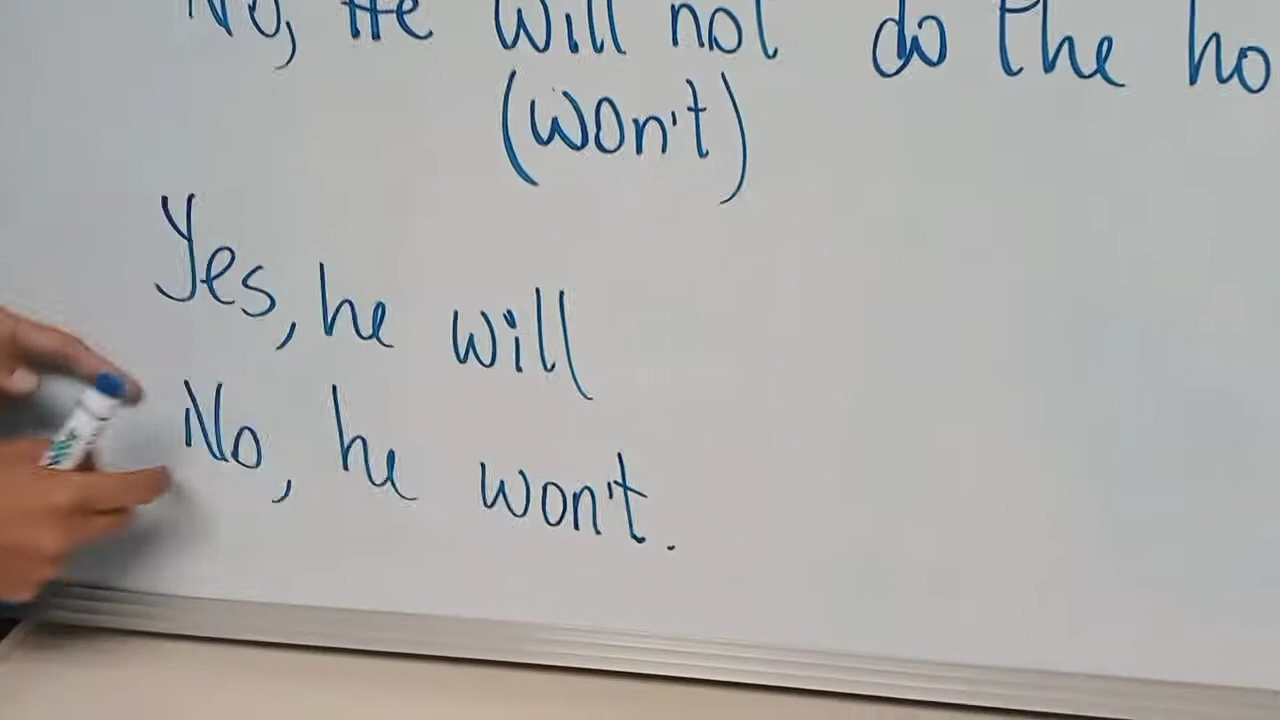 No, He will not do the ho
(won't)
Yes, he will
No, he won't.